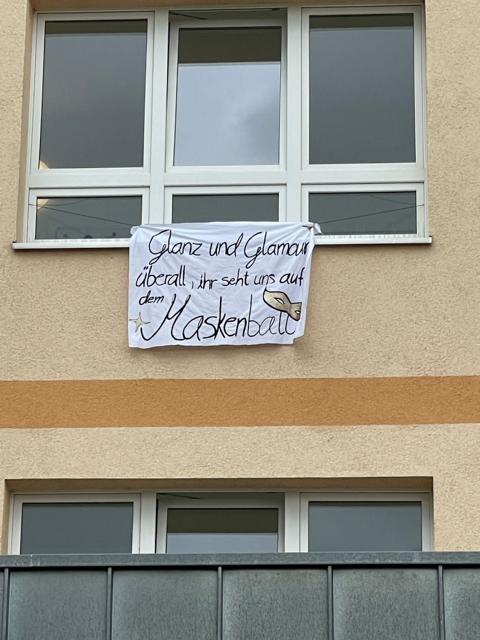 Glanz und Glamour
überall, ihr seht uns auf
dem
Maskenball